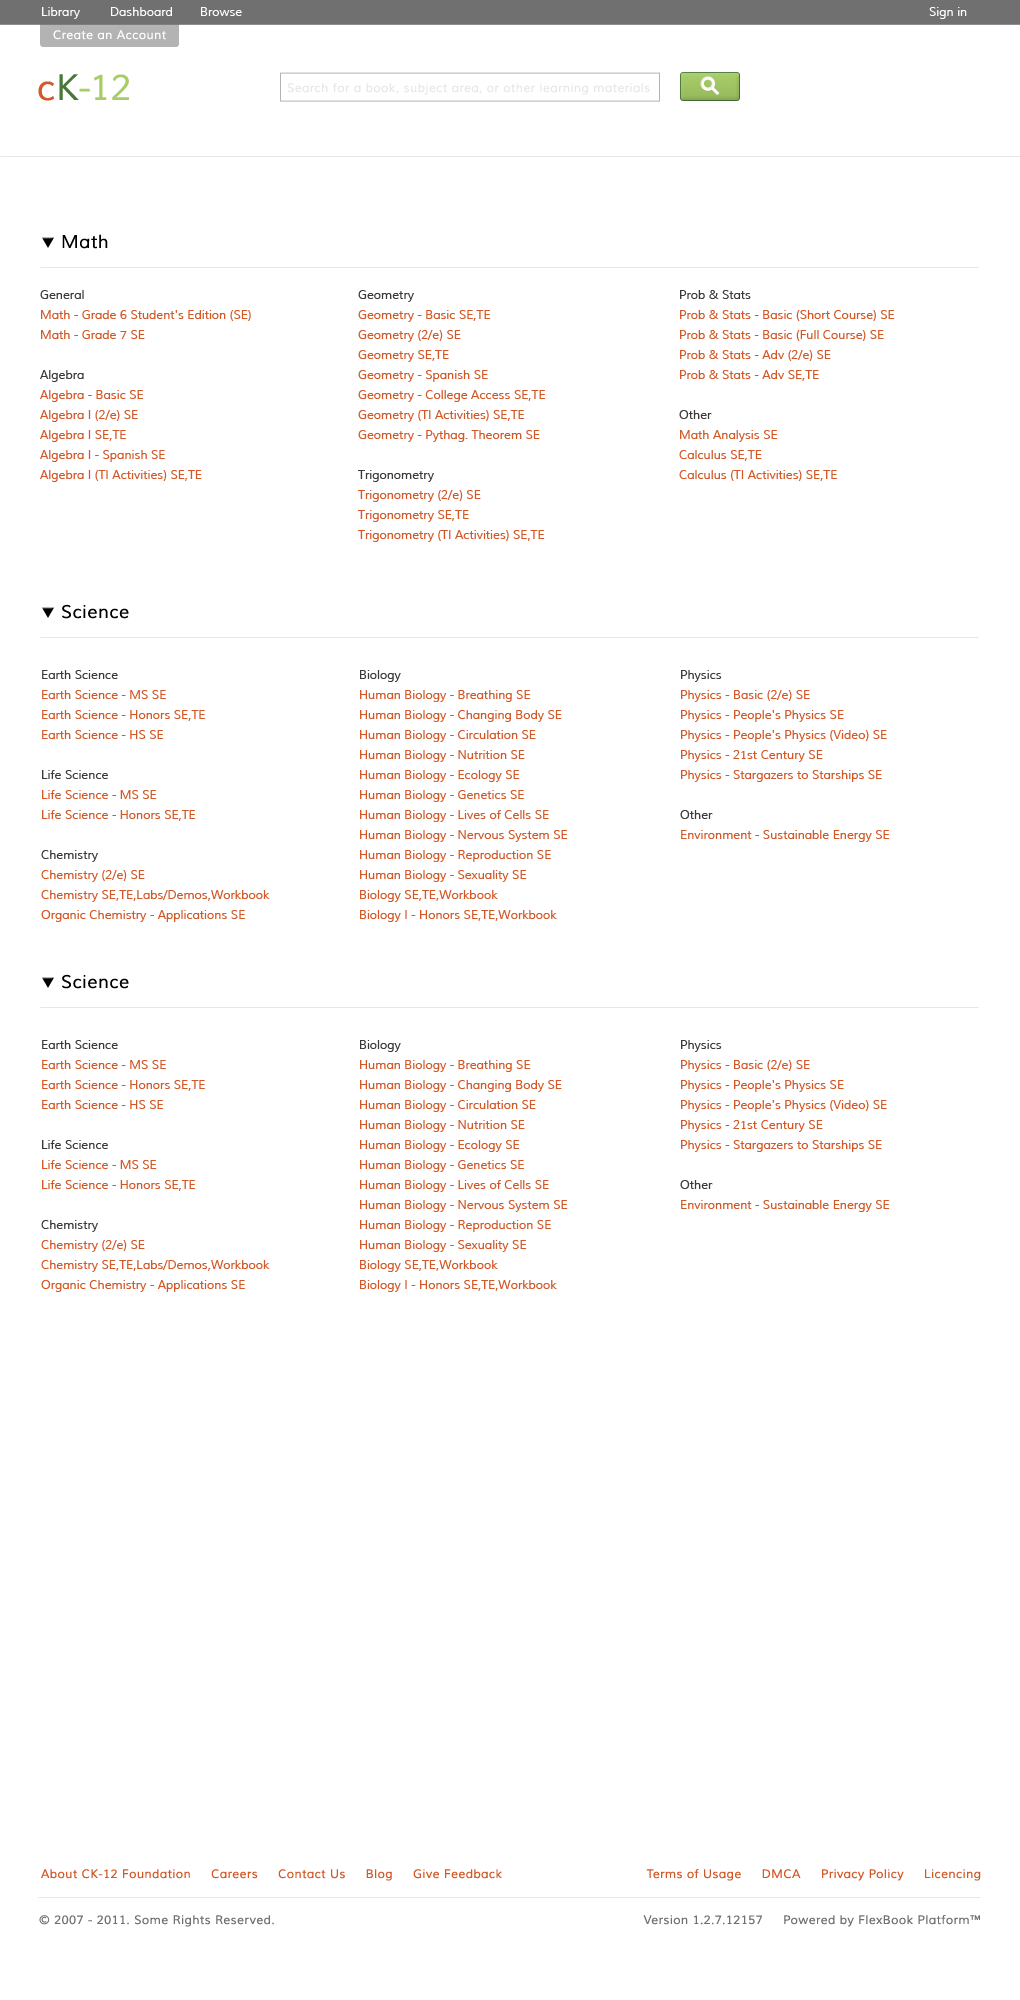 Library Dashboard Browse Sign in
Create an Account
cK-12
Search for a book, subject area, or other learning materials
▼ Math
General
Math - Grade 6 Student's Edition (SE)
Math - Grade 7 SE
Algebra
Algebra - Basic SE
Algebra I (2/e) SE
Algebra I SE,TE
Algebra I - Spanish SE
Algebra I (TI Activities) SE,TE
Geometry
Geometry - Basic SE,TE
Geometry (2/e) SE
Geometry SE,TE
Geometry - Spanish SE
Geometry - College Access SE,TE
Geometry (TI Activities) SE,TE
Geometry - Pythag. Theorem SE
Trigonometry
Trigonometry (2/e) SE
Trigonometry SE,TE
Trigonometry (TI Activities) SE,TE
Prob & Stats
Prob & Stats - Basic (Short Course) SE
Prob & Stats - Basic (Full Course) SE
Prob & Stats - Adv (2/e) SE
Prob & Stats - Adv SE,TE
Other
Math Analysis SE
Calculus SE,TE
Calculus (TI Activities) SE,TE
▼ Science
Earth Science
Earth Science - MS SE
Earth Science - Honors SE,TE
Earth Science - HS SE
Life Science
Life Science - MS SE
Life Science - Honors SE,TE
Chemistry
Chemistry (2/e) SE
Chemistry SE,TE,Labs/Demos,Workbook
Organic Chemistry - Applications SE
Biology
Human Biology - Breathing SE
Human Biology - Changing Body SE
Human Biology - Circulation SE
Human Biology - Nutrition SE
Human Biology - Ecology SE
Human Biology - Genetics SE
Human Biology - Lives of Cells SE
Human Biology - Nervous System SE
Human Biology - Reproduction SE
Human Biology - Sexuality SE
Biology SE,TE,Workbook
Biology I - Honors SE,TE,Workbook
Physics
Physics - Basic (2/e) SE
Physics - People's Physics SE
Physics - People's Physics (Video) SE
Physics - 21st Century SE
Physics - Stargazers to Starships SE
Other
Environment - Sustainable Energy SE
▼ Science
Earth Science
Earth Science - MS SE
Earth Science - Honors SE,TE
Earth Science - HS SE
Life Science
Life Science - MS SE
Life Science - Honors SE,TE
Chemistry
Chemistry (2/e) SE
Chemistry SE,TE,Labs/Demos,Workbook
Organic Chemistry - Applications SE
Biology
Human Biology - Breathing SE
Human Biology - Changing Body SE
Human Biology - Circulation SE
Human Biology - Nutrition SE
Human Biology - Ecology SE
Human Biology - Genetics SE
Human Biology - Lives of Cells SE
Human Biology - Nervous System SE
Human Biology - Reproduction SE
Human Biology - Sexuality SE
Biology SE,TE,Workbook
Biology I - Honors SE,TE,Workbook
Physics
Physics - Basic (2/e) SE
Physics - People's Physics SE
Physics - People's Physics (Video) SE
Physics - 21st Century SE
Physics - Stargazers to Starships SE
Other
Environment - Sustainable Energy SE
About CK-12 Foundation Careers Contact Us Blog Give Feedback Terms of Usage DMCA Privacy Policy Licencing
© 2007 - 2011. Some Rights Reserved. Version 1.2.7.12157 Powered by FlexBook Platform™